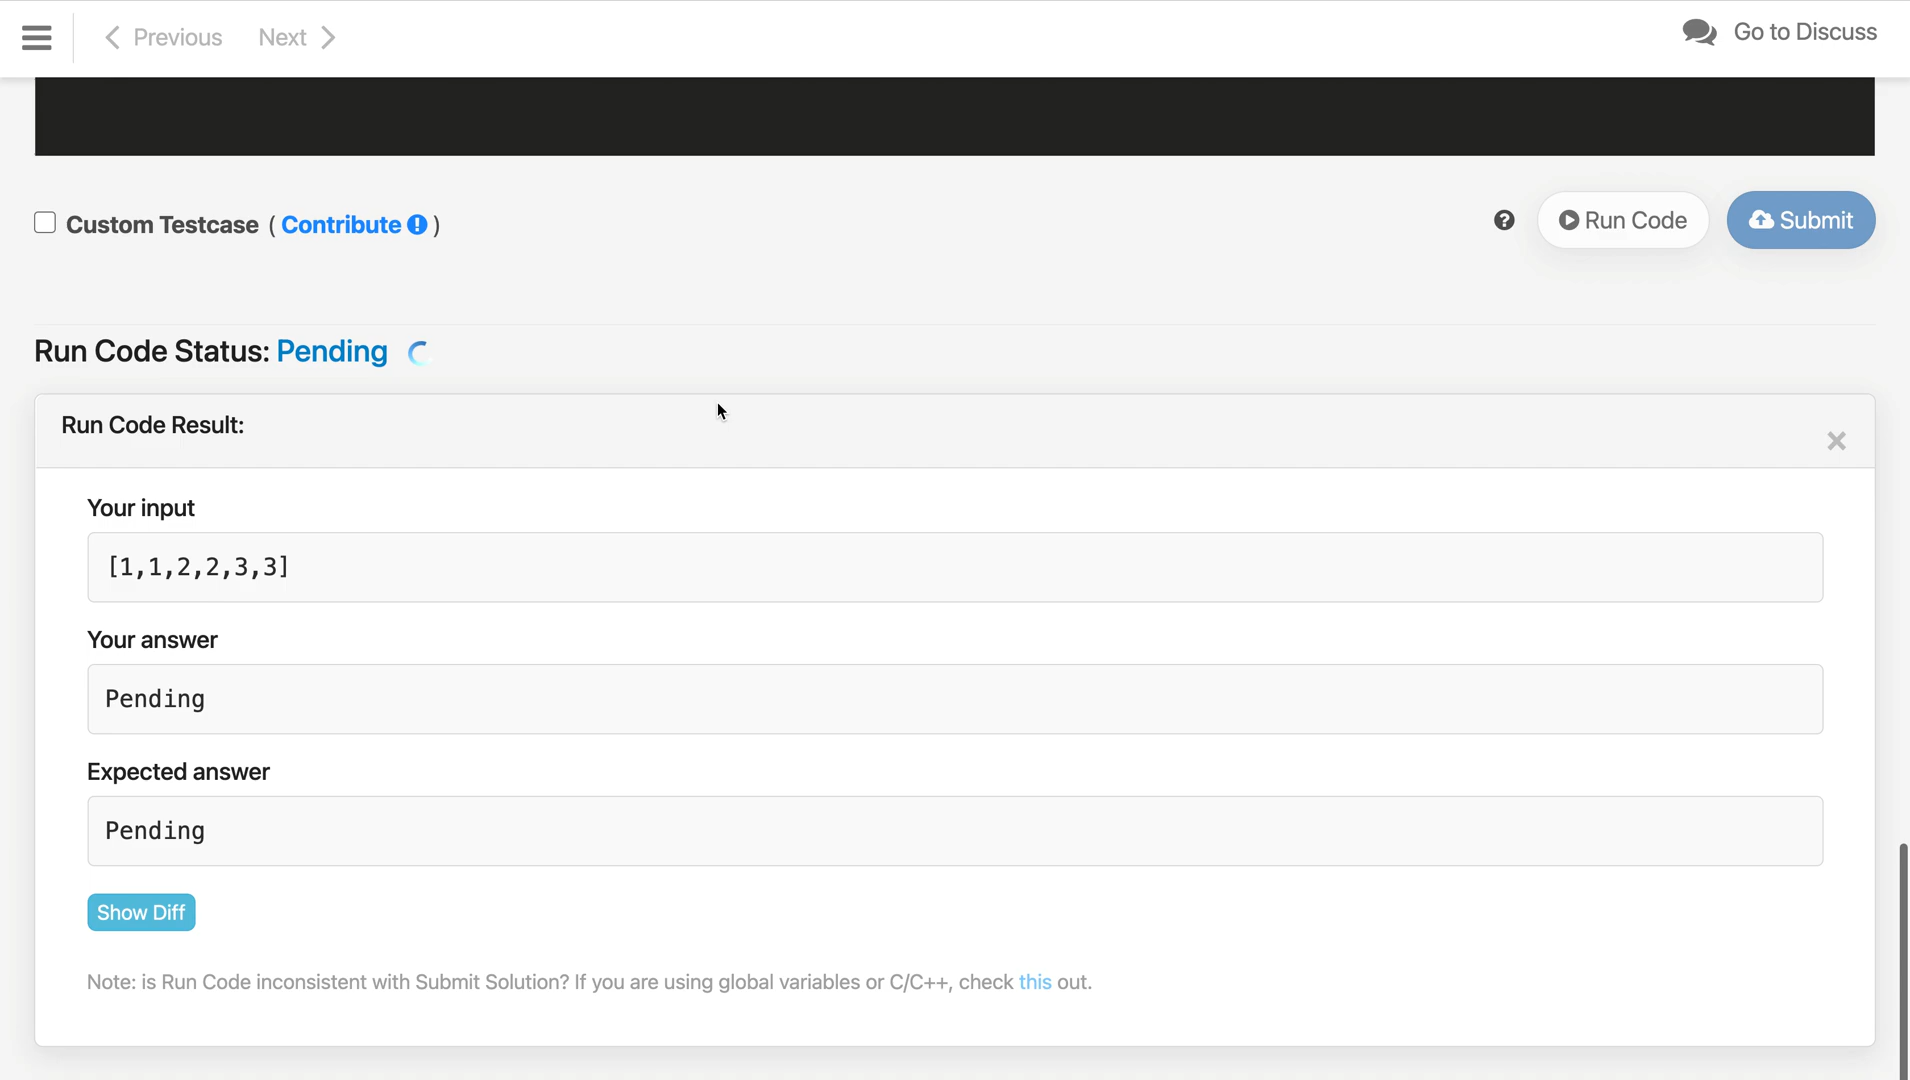 Previous Next Go to Discuss
Custom Testcase ( Contribute ! ) ? Run Code Submit
Run Code Status: Pending
Run Code Result: ×
Your input
[1,1,2,2,3,3]
Your answer
Pending
Expected answer
Pending
Show Diff
Note: is Run Code inconsistent with Submit Solution? If you are using global variables or C/C++, check this out.